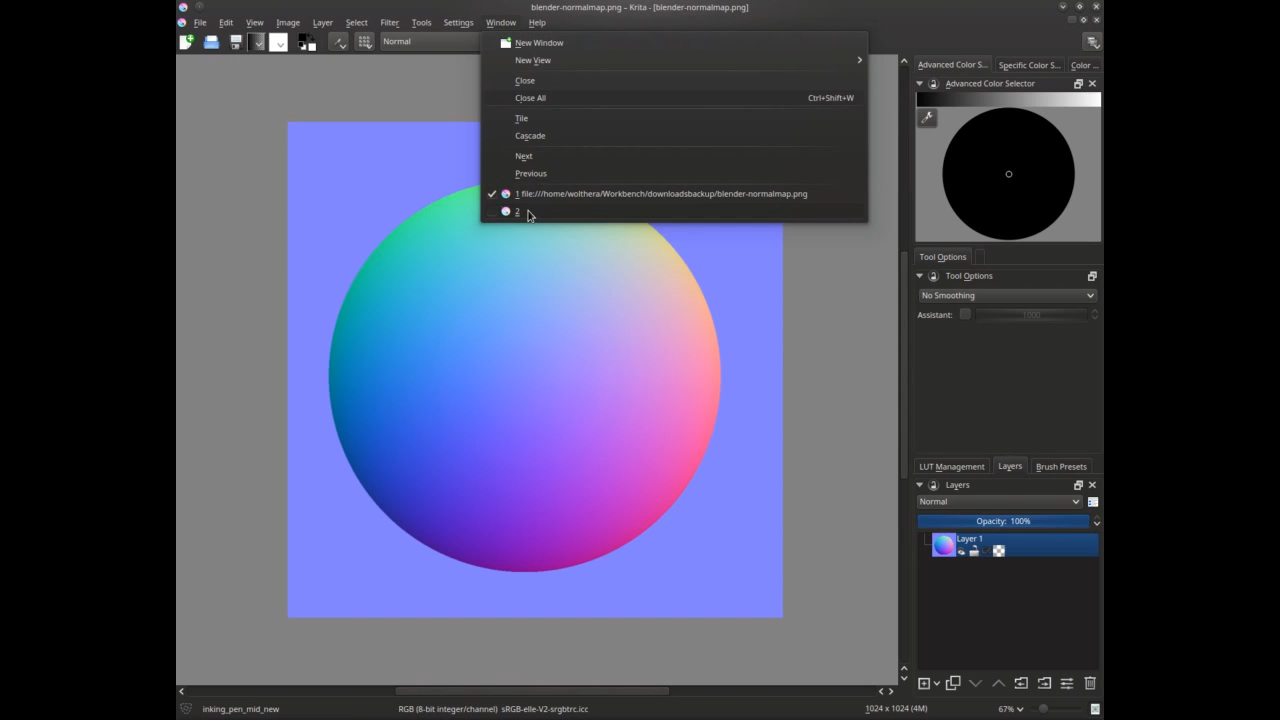 blender-normalmap.png – Krita - [blender-normalmap.png]
File Edit View Image Layer Select Filter Tools Settings Window Help
Normal
New Window
New View
Close
Close All Ctrl+Shift+W
Tile
Cascade
Next
Previous
1 file:///home/wolthera/Workbench/downloadsbackup/blender-normalmap.png
2
Advanced Color S... Specific Color S... Color ...
Advanced Color Selector
Tool Options
Tool Options
No Smoothing
Assistant: 1000
LUT Management Layers Brush Presets
Layers
Normal
Opacity: 100%
Layer 1
inking_pen_mid_new RGB (8-bit integer/channel) sRGB-elle-V2-srgbtrc.icc 1024 x 1024 (4M) 67%